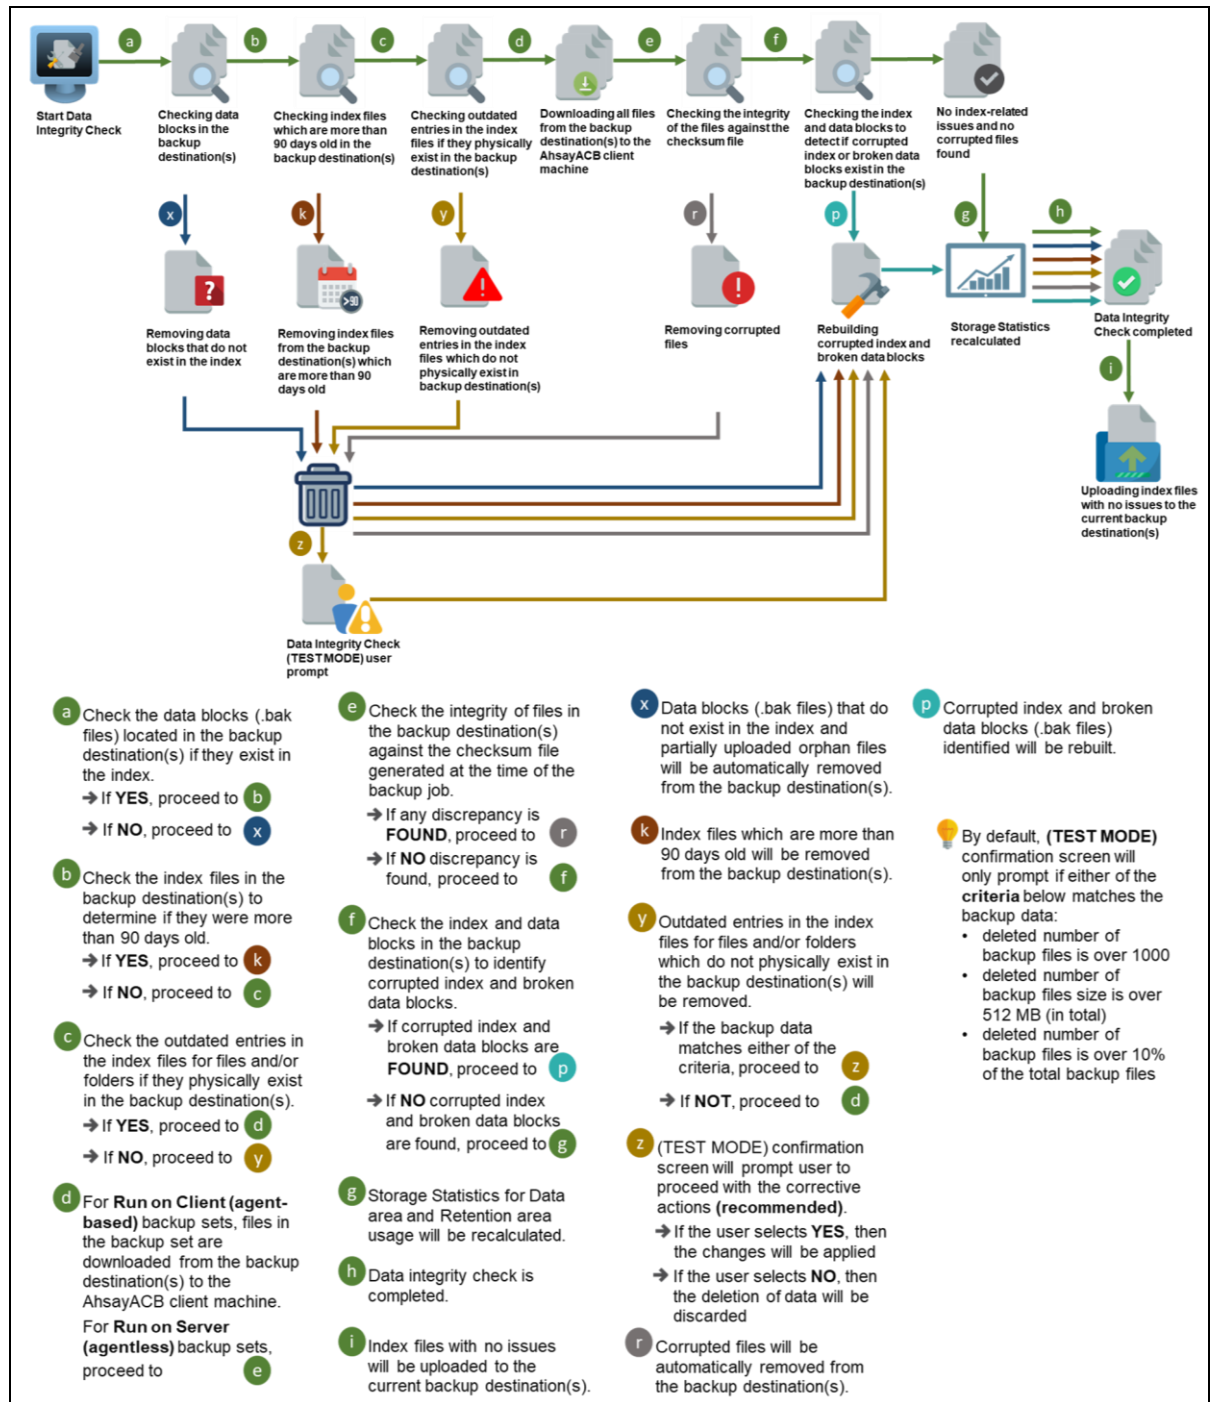 a
b
c
d
e
f
Start Data
Integrity Check
Checking data
blocks in the
backup
destination(s)
Checking index files
which are more than
90 days old in the
backup destination(s)
Checking outdated
entries in the index
files if they physically
exist in the backup
destination(s)
Downloading all files
from the backup
destination(s) to the
AhsayACB client
machine
Checking the integrity
of the files against the
checksum file
Checking the index
and data blocks to
detect if corrupted
index or broken data
blocks exist in the
backup destination(s)
No index-related
issues and no
corrupted files
found
x
k
y
r
p
g
h
?
>90
!
!
Removing data
blocks that do not
exist in the index
Removing index files
from the backup
destination(s) which
are more than 90
days old
Removing outdated
entries in the index
files which do not
physically exist in
backup destination(s)
Removing corrupted
files
Rebuilding
corrupted index and
broken data blocks
Storage Statistics
recalculated
Data Integrity
Check completed
i
Uploading index files
with no issues to the
current backup
destination(s)
z
!
Data Integrity Check
(TEST MODE) user
prompt
a
Check the data blocks (.bak
files) located in the backup
destination(s) if they exist in
the index.
➔ If YES, proceed to b
➔ If NO, proceed to x
b
Check the index files in the
backup destination(s) to
determine if they were more
than 90 days old.
➔ If YES, proceed to k
➔ If NO, proceed to c
c
Check the outdated entries in
the index files for files and/or
folders if they physically exist
in the backup destination(s).
➔ If YES, proceed to d
➔ If NO, proceed to y
d
For Run on Client (agent-
based) backup sets, files in
the backup set are
downloaded from the backup
destination(s) to the
AhsayACB client machine.
For Run on Server
(agentless) backup sets,
proceed to e
e
Check the integrity of files in
the backup destination(s)
against the checksum file
generated at the time of the
backup job.
➔ If any discrepancy is
FOUND, proceed to r
➔ If NO discrepancy is
found, proceed to f
f
Check the index and data
blocks in the backup
destination(s) to identify
corrupted index and broken
data blocks.
➔ If corrupted index and
broken data blocks are
FOUND, proceed to p
➔ If NO corrupted index
and broken data blocks
are found, proceed to g
g
Storage Statistics for Data
area and Retention area
usage will be recalculated.
h
Data integrity check is
completed.
i
Index files with no issues
will be uploaded to the
current backup destination(s).
x
Data blocks (.bak files) that do
not exist in the index and
partially uploaded orphan files
will be automatically removed
from the backup destination(s).
k
Index files which are more than
90 days old will be removed
from the backup destination(s).
y
Outdated entries in the index
files for files and/or folders
which do not physically exist in
the backup destination(s) will
be removed.
➔ If the backup data
matches either of the
criteria, proceed to z
➔ If NOT, proceed to d
z
(TEST MODE) confirmation
screen will prompt user to
proceed with the corrective
actions (recommended).
➔ If the user selects YES, then
the changes will be applied
➔ If the user selects NO, then
the deletion of data will be
discarded
r
Corrupted files will be
automatically removed from
the backup destination(s).
p
Corrupted index and broken
data blocks (.bak files)
identified will be rebuilt.
By default, (TEST MODE)
confirmation screen will
only prompt if either of the
criteria below matches the
backup data:
• deleted number of
backup files is over 1000
• deleted number of
backup files size is over
512 MB (in total)
• deleted number of
backup files is over 10%
of the total backup files